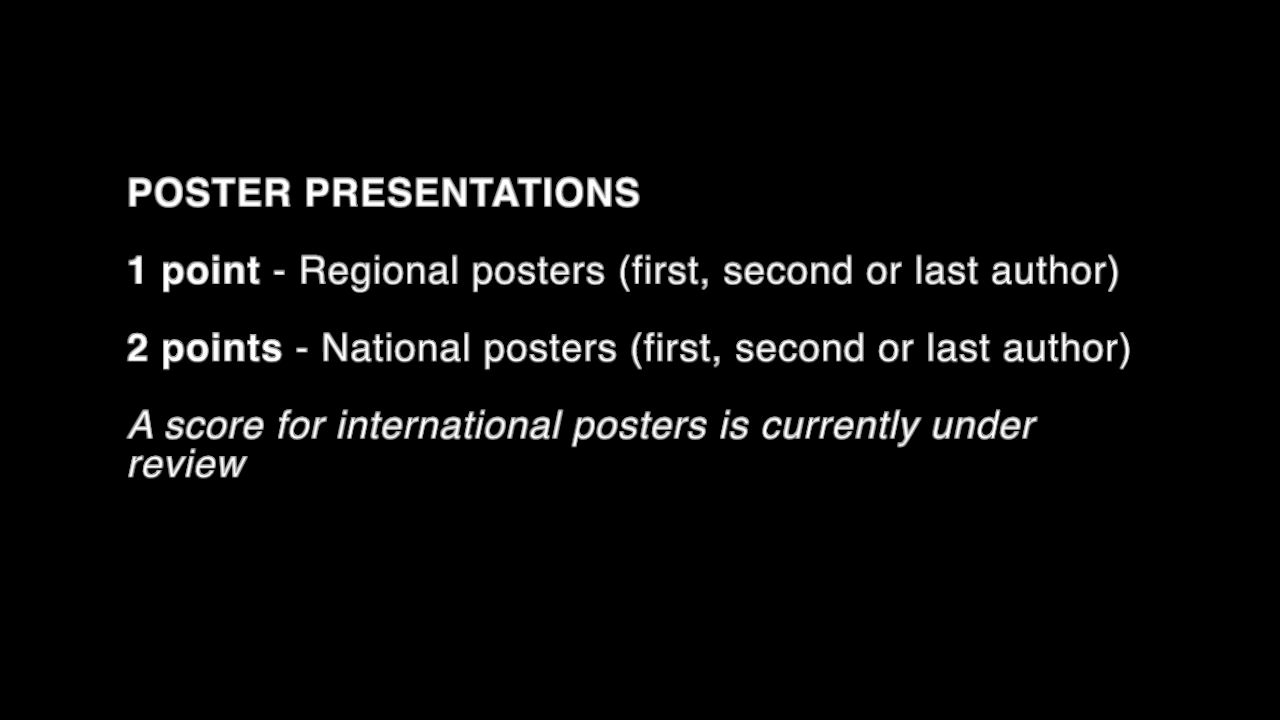 POSTER PRESENTATIONS
1 point - Regional posters (first, second or last author)
2 points - National posters (first, second or last author)
A score for international posters is currently under
review